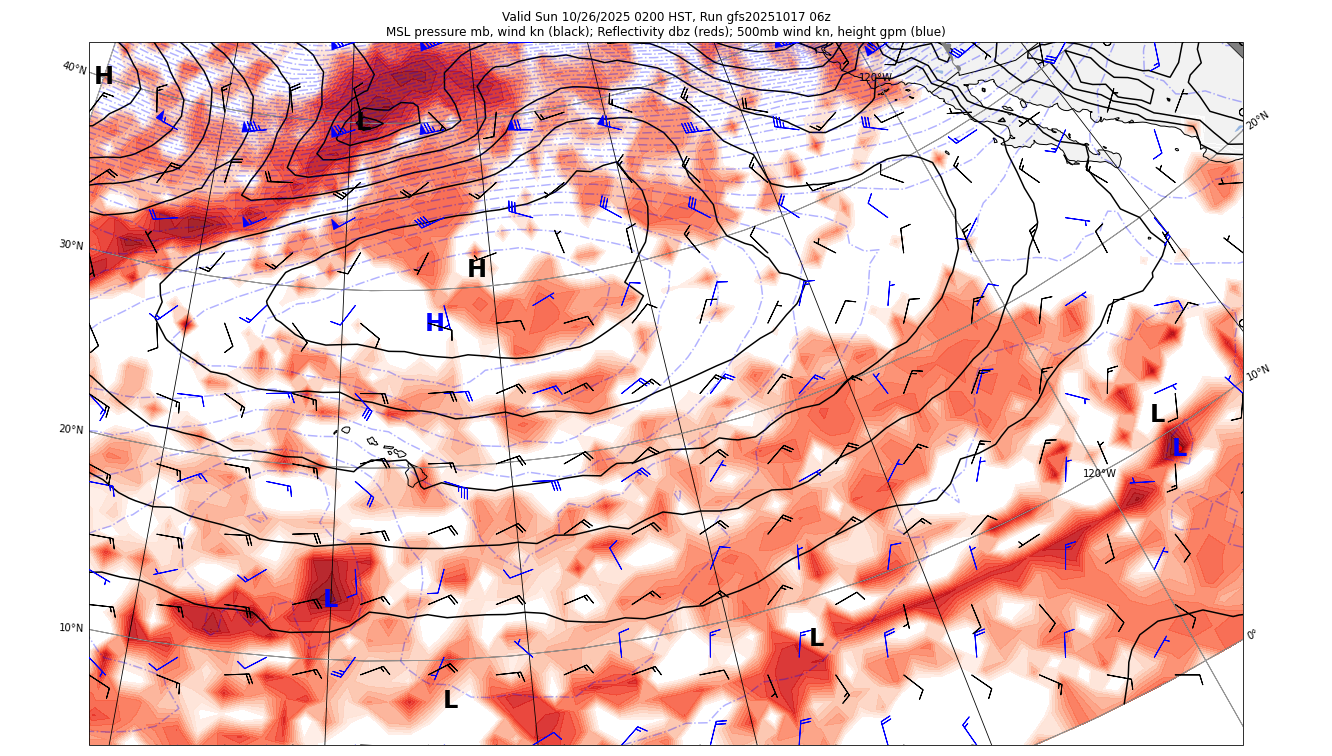 Valid Sun 10/26/2025 0200 HST, Run gfs20251017 06z
MSL pressure mb, wind kn (black); Reflectivity dbz (reds); 500mb wind kn, height gpm (blue)
40°N
H
120°W
L
20°N
30°N
H
H
10°N
20°N
L
L
120°W
L
10°N
L
0°
L